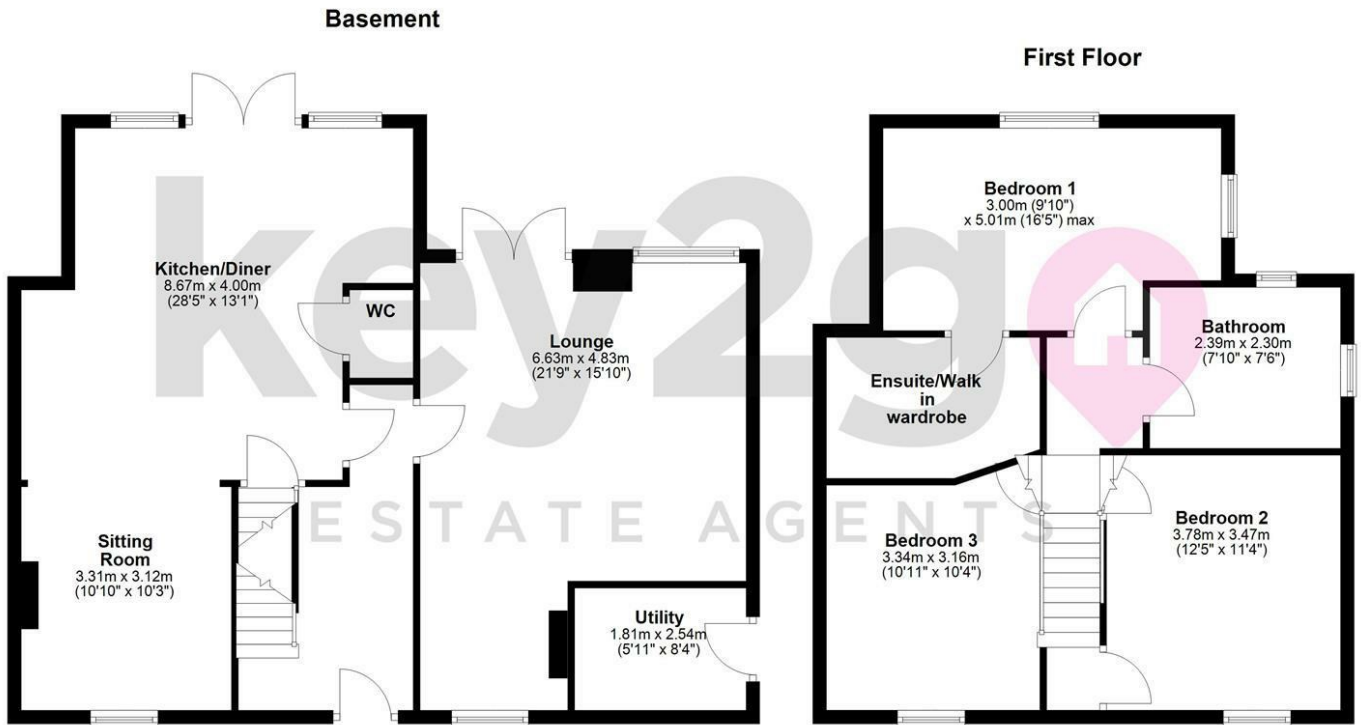 Basement
First Floor
Kitchen/Diner
8.67m x 4.00m
(28'5" x 13'1")
WC
Lounge
6.63m x 4.83m
(21'9" x 15'10")
Sitting
Room
3.31m x 3.12m
(10'10" x 10'3")
Utility
1.81m x 2.54m
(5'11" x 8'4")
Bedroom 1
3.00m (9'10")
x 5.01m (16'5") max
Bathroom
2.39m x 2.30m
(7'10" x 7'6")
Ensuite/Walk
in
wardrobe
Bedroom 3
3.34m x 3.16m
(10'11" x 10'4")
Bedroom 2
3.78m x 3.47m
(12'5" x 11'4")
key2g
ESTATE AGENTS